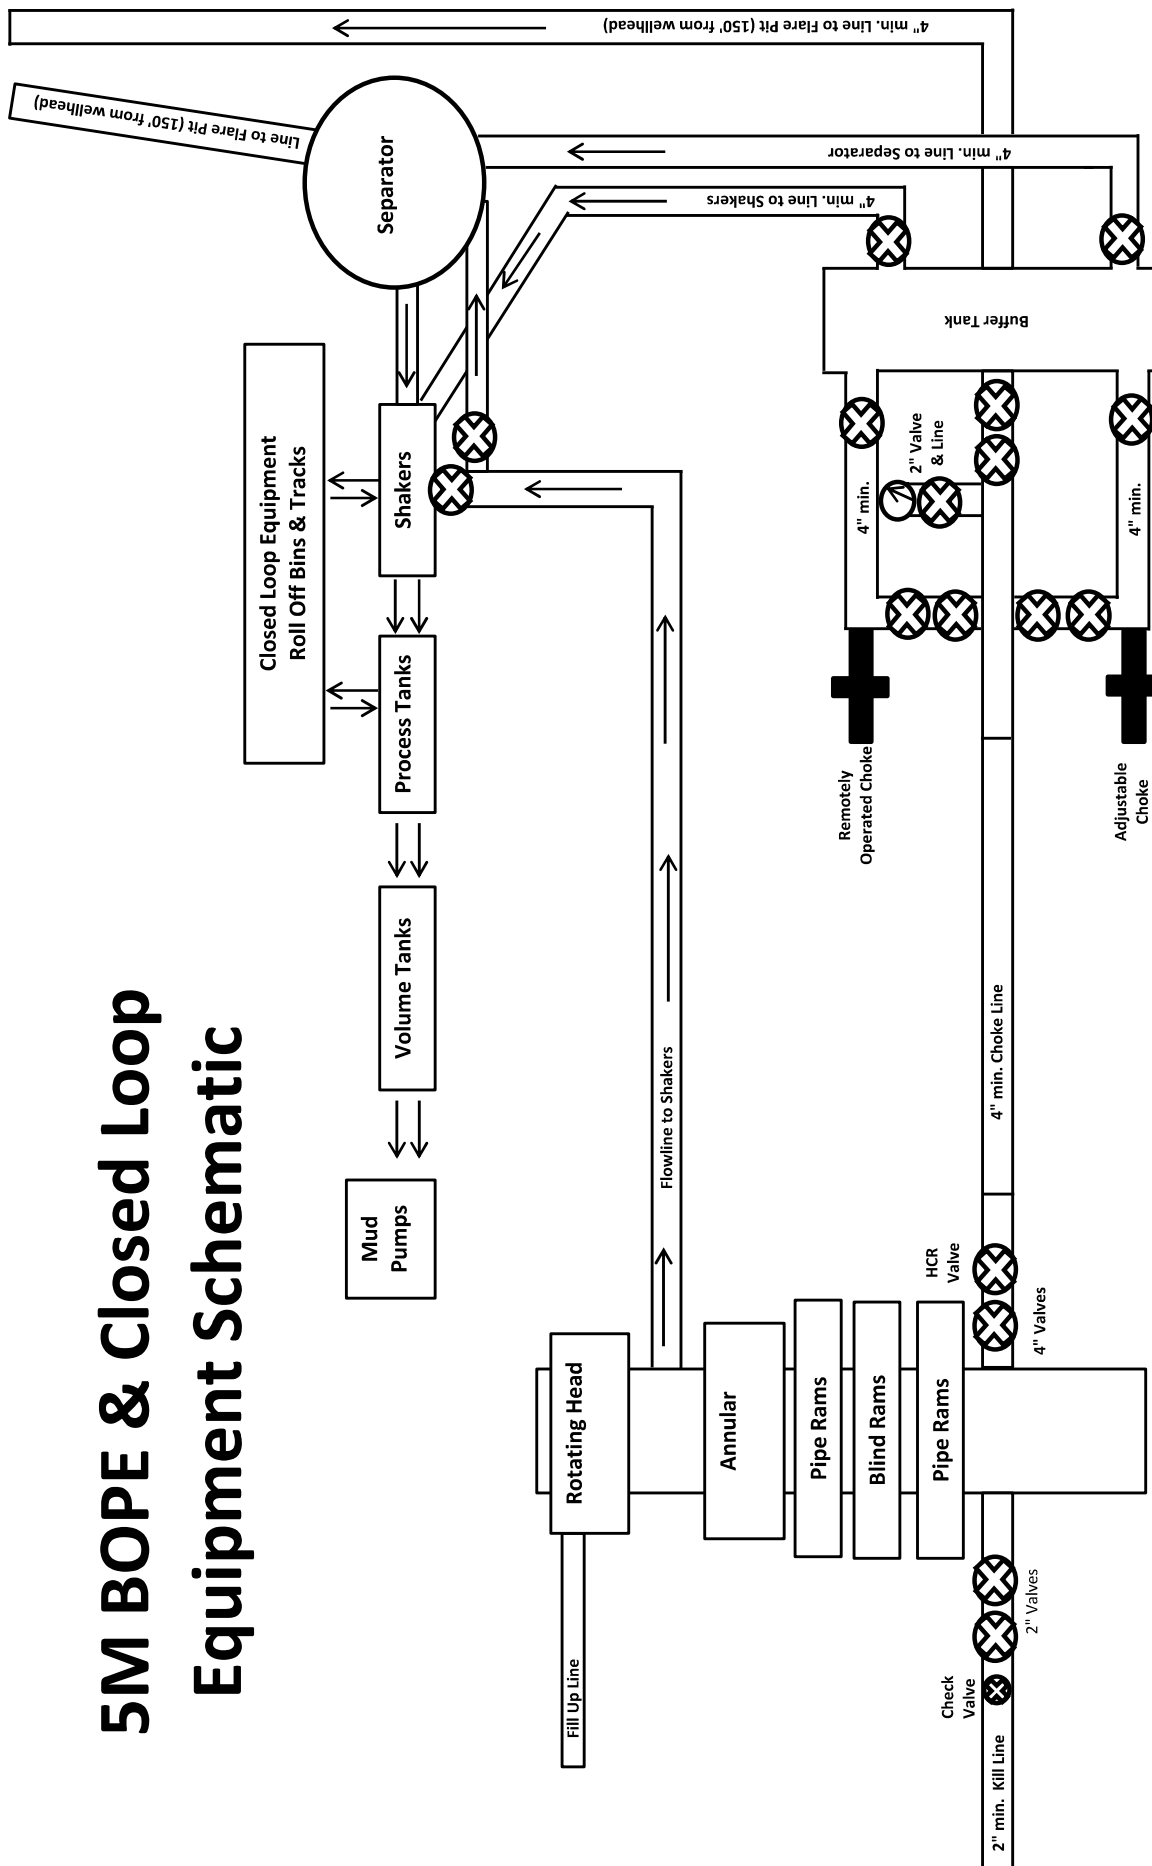 5M BOPE & Closed Loop
Equipment Schematic
Mud
Pumps
Volume Tanks
Process Tanks
Closed Loop Equipment
Roll Off Bins & Tracks
Shakers
Separator
Line to Flare Pit (150' from wellhead)
4" min. Line to Flare Pit (150' from wellhead)
4" min. Line to Separator
4" min. Line to Shakers
Fill Up Line
Rotating Head
Flowline to Shakers
Annular
Pipe Rams
Blind Rams
Pipe Rams
2" min. Kill Line
Check
Valve
2" Valves
HCR
Valve
4" Valves
4" min. Choke Line
Remotely
Operated Choke
Adjustable
Choke
4" min.
2" Valve
& Line
4" min.
Buffer Tank